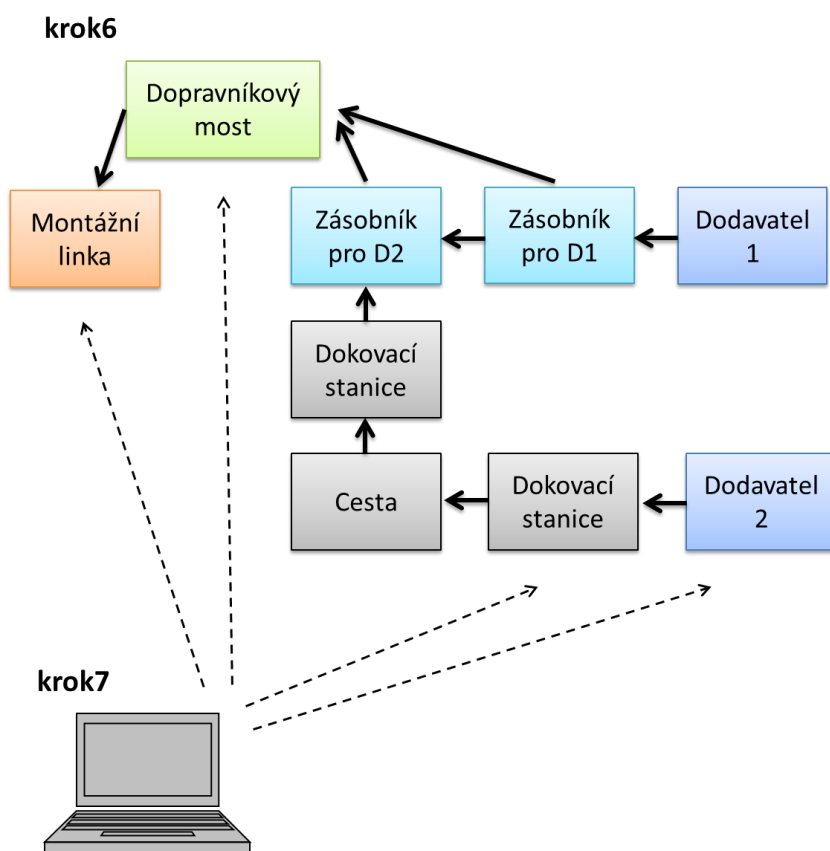 krok6
Dopravníkový
most
Montážní
linka
Zásobník
pro D2
Zásobník
pro D1
Dodavatel
1
Dokovací
stanice
Cesta
Dokovací
stanice
Dodavatel
2
krok7